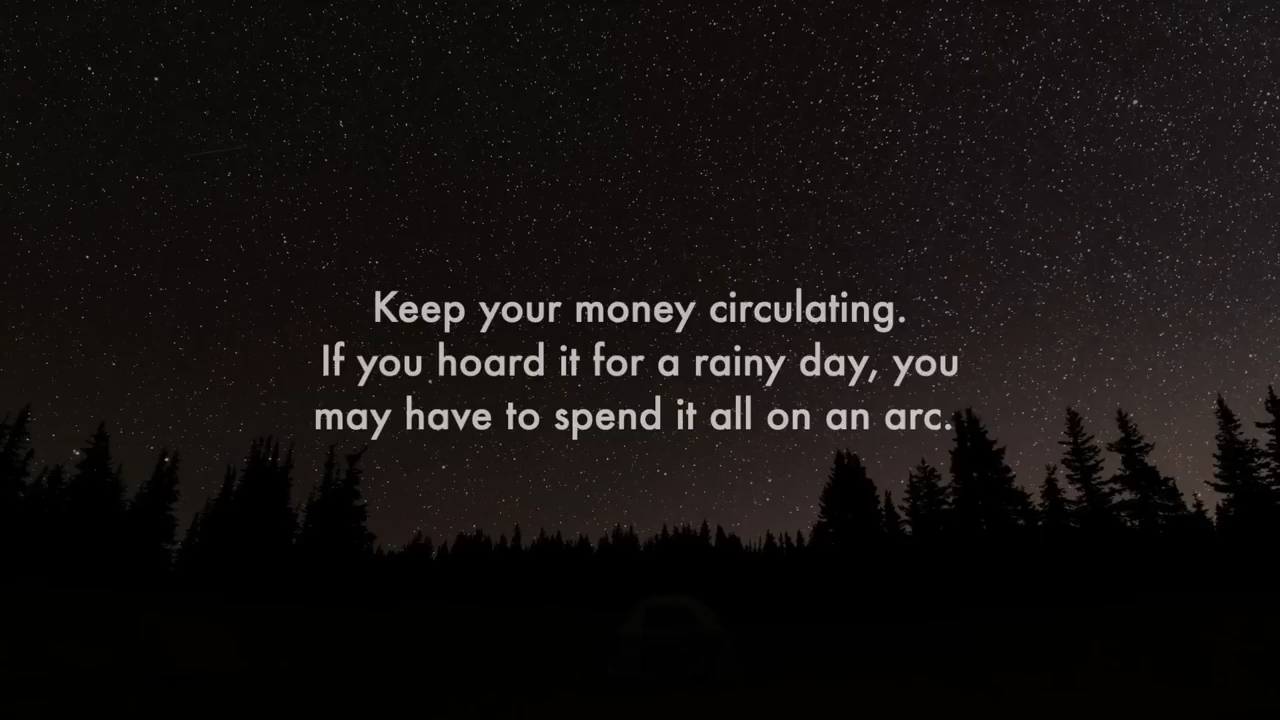 Keep your money circulating.
If you hoard it for a rainy day, you
may have to spend it all on an arc.